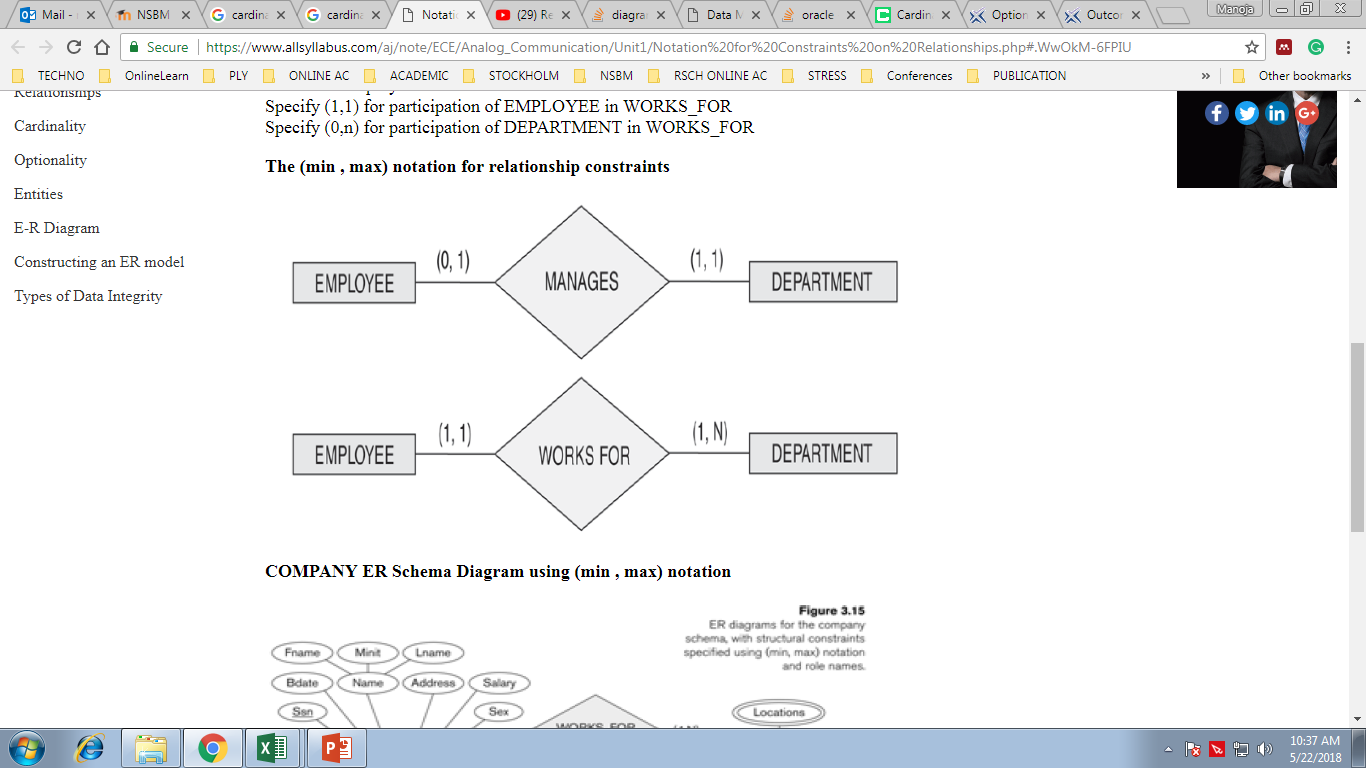 Mail -
NSBM
cardina
cardina
Notati
(29) Re
diagra
Data M
oracle
Cardin
Option
Outcor
Manoja
Secure
https://www.allsyllabus.com/aj/note/ECE/Analog_Communication/Unit1/Notation%20for%20Constraints%20on%20Relationships.php#.WwOkM-6FPIU
TECHNO
OnlineLearn
PLY
ONLINE AC
ACADEMIC
STOCKHOLM
NSBM
RSCH ONLINE AC
STRESS
Conferences
PUBLICATION
»
Other bookmarks
Relationships
Cardinality
Optionality
Entities
E-R Diagram
Constructing an ER model
Types of Data Integrity
Specify (1,1) for participation of EMPLOYEE in WORKS_FOR
Specify (0,n) for participation of DEPARTMENT in WORKS_FOR
The (min , max) notation for relationship constraints
EMPLOYEE
(0, 1)
MANAGES
(1, 1)
DEPARTMENT
EMPLOYEE
(1, 1)
WORKS FOR
(1, N)
DEPARTMENT
COMPANY ER Schema Diagram using (min , max) notation
Figure 3.15
ER diagrams for the company
schema, with structural constraints
specified using (min, max) notation
and role names.
Fname
Minit
Lname
Bdate
Name
Address
Salary
Ssn
Sex
WORKS_FOR
Locations
10:37 AM
5/22/2018